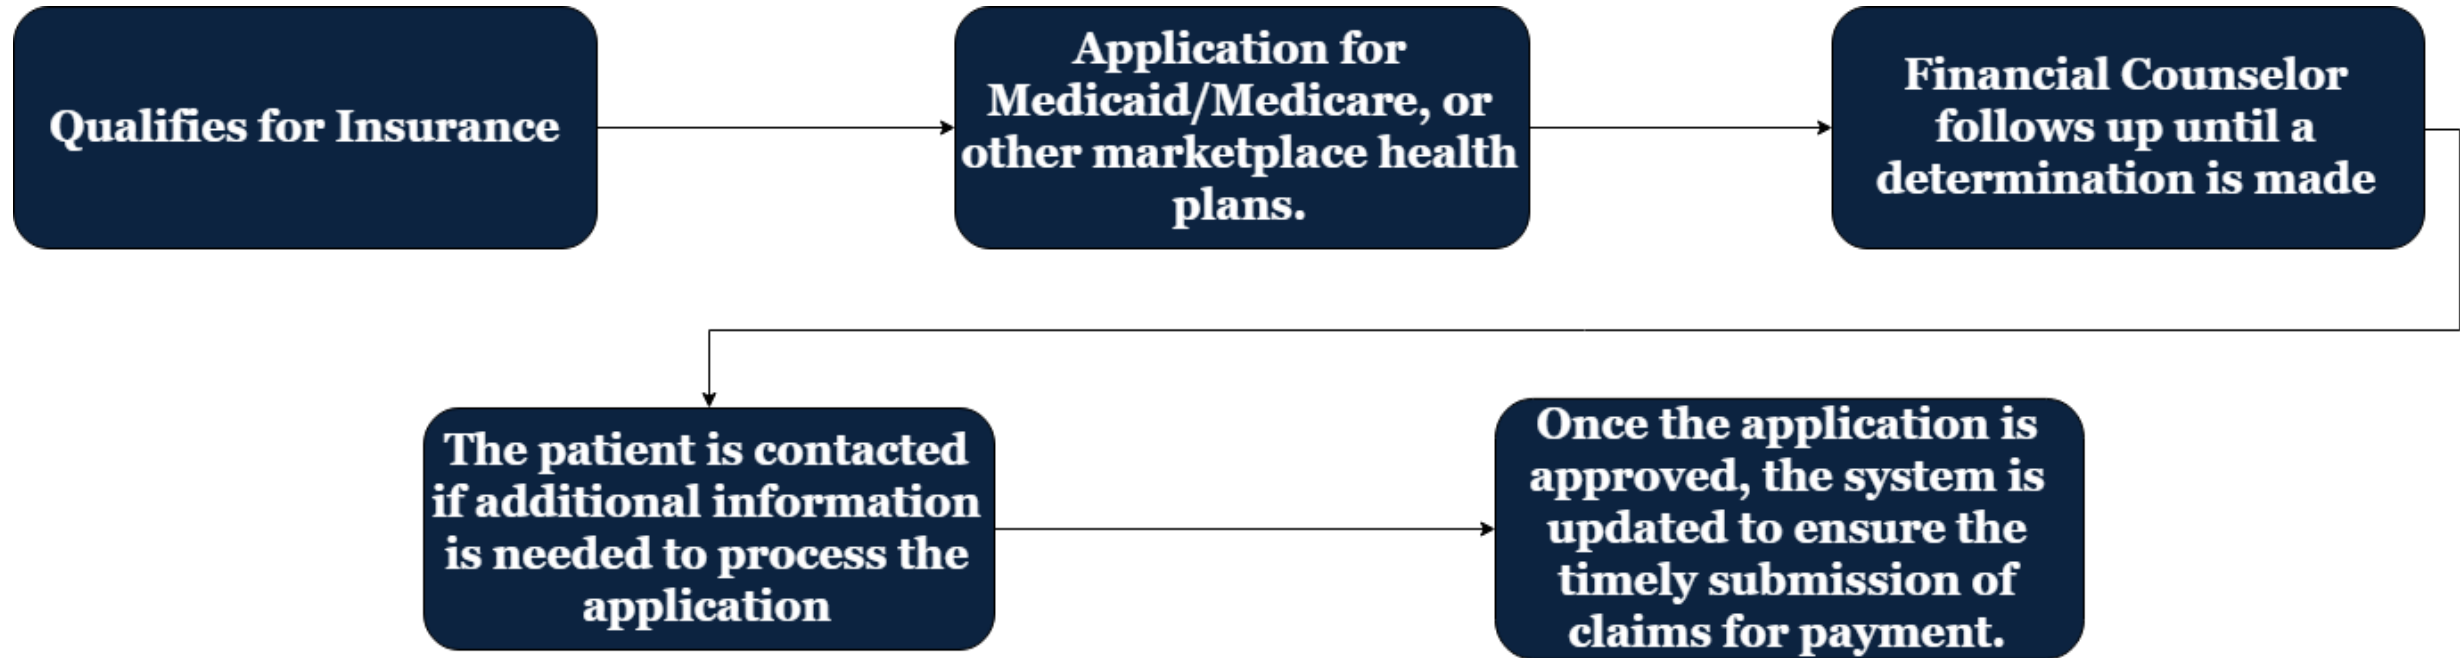 Qualifies for Insurance
Application for
Medicaid/Medicare, or
other marketplace health
plans.
Financial Counselor
follows up until a
determination is made
The patient is contacted
if additional information
is needed to process the
application
Once the application is
approved, the system is
updated to ensure the
timely submission of
claims for payment.